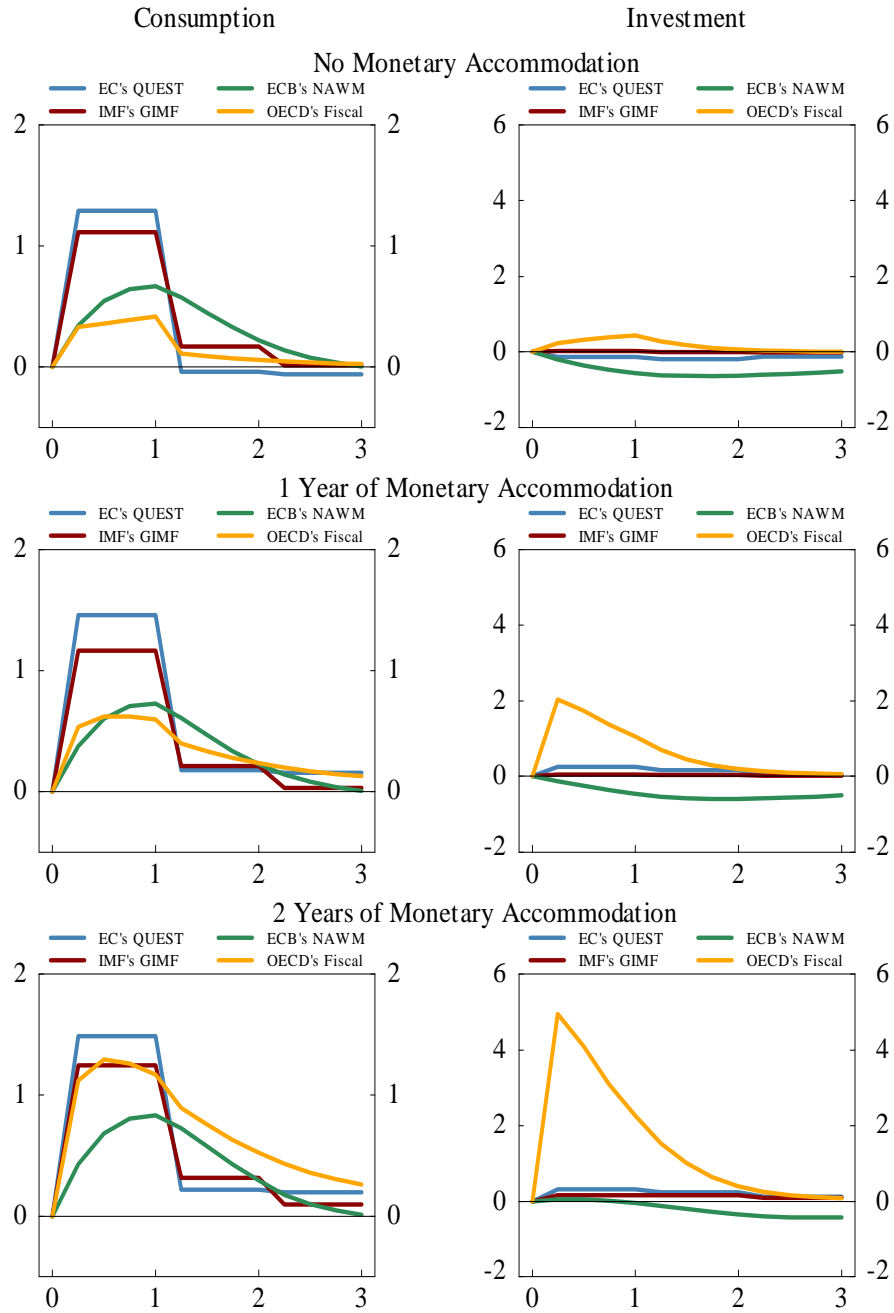 Consumption Investment
No Monetary Accommodation
EC's QUEST ECB's NAWM EC's QUEST ECB's NAWM
IMF's GIMF OECD's Fiscal IMF's GIMF OECD's Fiscal
2 2 6 6
4 4
1 1
2 2
0 0 0 0
-2 -2
0 1 2 3 0 1 2 3
1 Year of Monetary Accommodation
EC's QUEST ECB's NAWM EC's QUEST ECB's NAWM
IMF's GIMF OECD's Fiscal IMF's GIMF OECD's Fiscal
2 2 6 6
4 4
1 1
2 2
0 0 0 0
-2 -2
0 1 2 3 0 1 2 3
2 Years of Monetary Accommodation
EC's QUEST ECB's NAWM EC's QUEST ECB's NAWM
IMF's GIMF OECD's Fiscal IMF's GIMF OECD's Fiscal
2 2 6 6
4 4
1 1
2 2
0 0 0 0
-2 -2
0 1 2 3 0 1 2 3